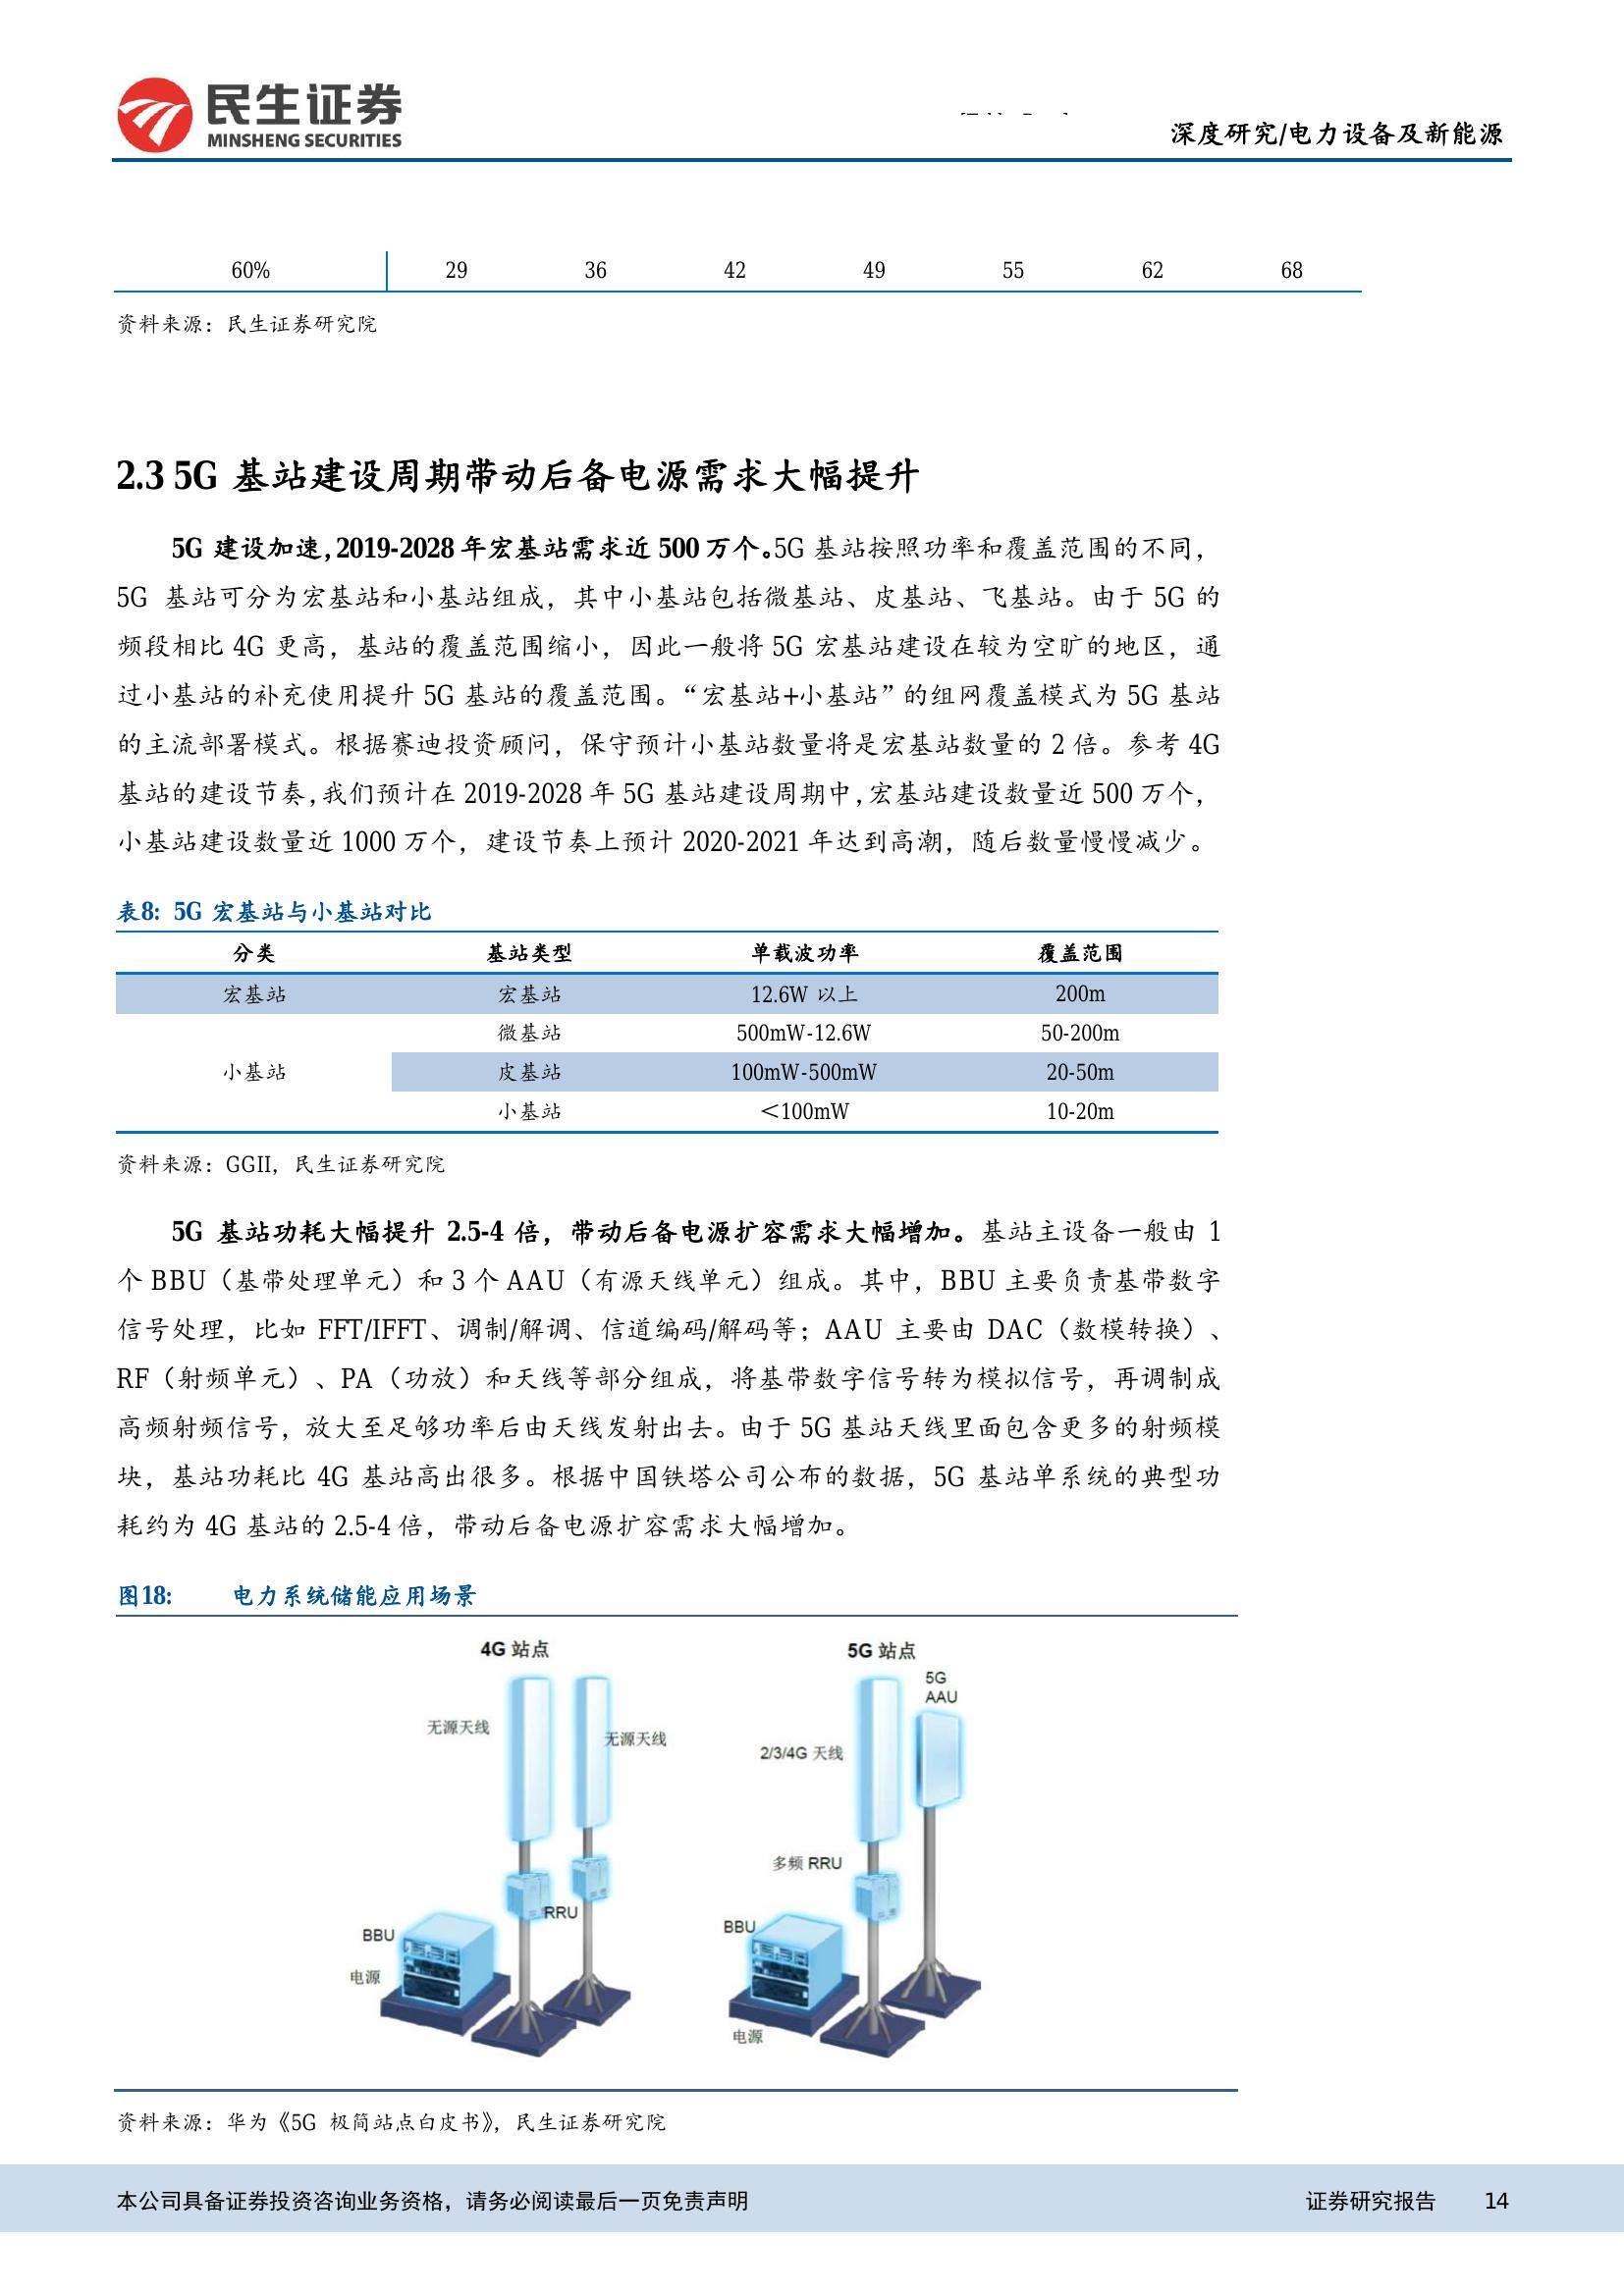 民生证券
MINSHENG SECURITIES
深度研究/电力设备及新能源
60% 29 36 42 49 55 62 68
资料来源：民生证券研究院
2.3 5G 基站建设周期带动后备电源需求大幅提升
5G 建设加速，2019-2028 年宏基站需求近 500 万个。5G 基站按照功率和覆盖范围的不同，
5G 基站可分为宏基站和小基站组成，其中小基站包括微基站、皮基站、飞基站。由于 5G 的
频段相比 4G 更高，基站的覆盖范围缩小，因此一般将 5G 宏基站建设在较为空旷的地区，通
过小基站的补充使用提升 5G 基站的覆盖范围。“宏基站+小基站”的组网覆盖模式为 5G 基站
的主流部署模式。根据赛迪投资顾问，保守预计小基站数量将是宏基站数量的 2 倍。参考 4G
基站的建设节奏，我们预计在 2019-2028 年 5G 基站建设周期中，宏基站建设数量近 500 万个，
小基站建设数量近 1000 万个，建设节奏上预计 2020-2021 年达到高潮，随后数量慢慢减少。
表8: 5G 宏基站与小基站对比
分类 基站类型 单载波功率 覆盖范围
宏基站 宏基站 12.6W 以上 200m
微基站 500mW-12.6W 50-200m
小基站 皮基站 100mW-500mW 20-50m
小基站 ＜100mW 10-20m
资料来源：GGII，民生证券研究院
5G 基站功耗大幅提升 2.5-4 倍，带动后备电源扩容需求大幅增加。基站主设备一般由 1
个 BBU（基带处理单元）和 3 个 AAU（有源天线单元）组成。其中，BBU 主要负责基带数字
信号处理，比如 FFT/IFFT、调制/解调、信道编码/解码等；AAU 主要由 DAC（数模转换）、
RF（射频单元）、PA（功放）和天线等部分组成，将基带数字信号转为模拟信号，再调制成
高频射频信号，放大至足够功率后由天线发射出去。由于 5G 基站天线里面包含更多的射频模
块，基站功耗比 4G 基站高出很多。根据中国铁塔公司公布的数据，5G 基站单系统的典型功
耗约为 4G 基站的 2.5-4 倍，带动后备电源扩容需求大幅增加。
图18: 电力系统储能应用场景
4G 站点
无源天线
无源天线
RRU
BBU
电源
5G 站点
5G
AAU
2/3/4G 天线
多频 RRU
BBU
电源
资料来源：华为《5G 极简站点白皮书》，民生证券研究院
本公司具备证券投资咨询业务资格，请务必阅读最后一页免责声明 证券研究报告 14